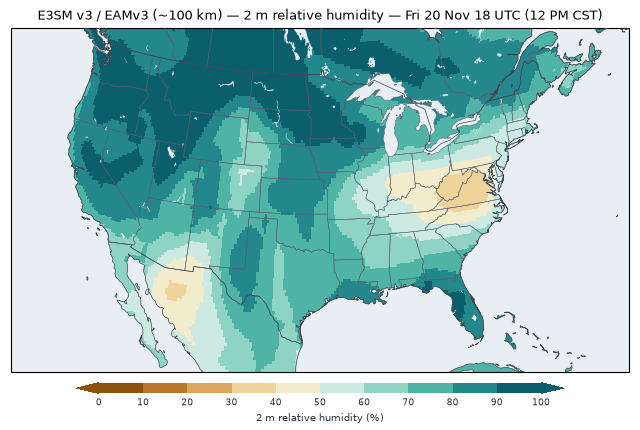 E3SM v3 / EAMv3 (~100 km) — 2 m relative humidity — Fri 20 Nov 18 UTC (12 PM CST)
0 10 20 30 40 50 60 70 80 90 100
2 m relative humidity (%)